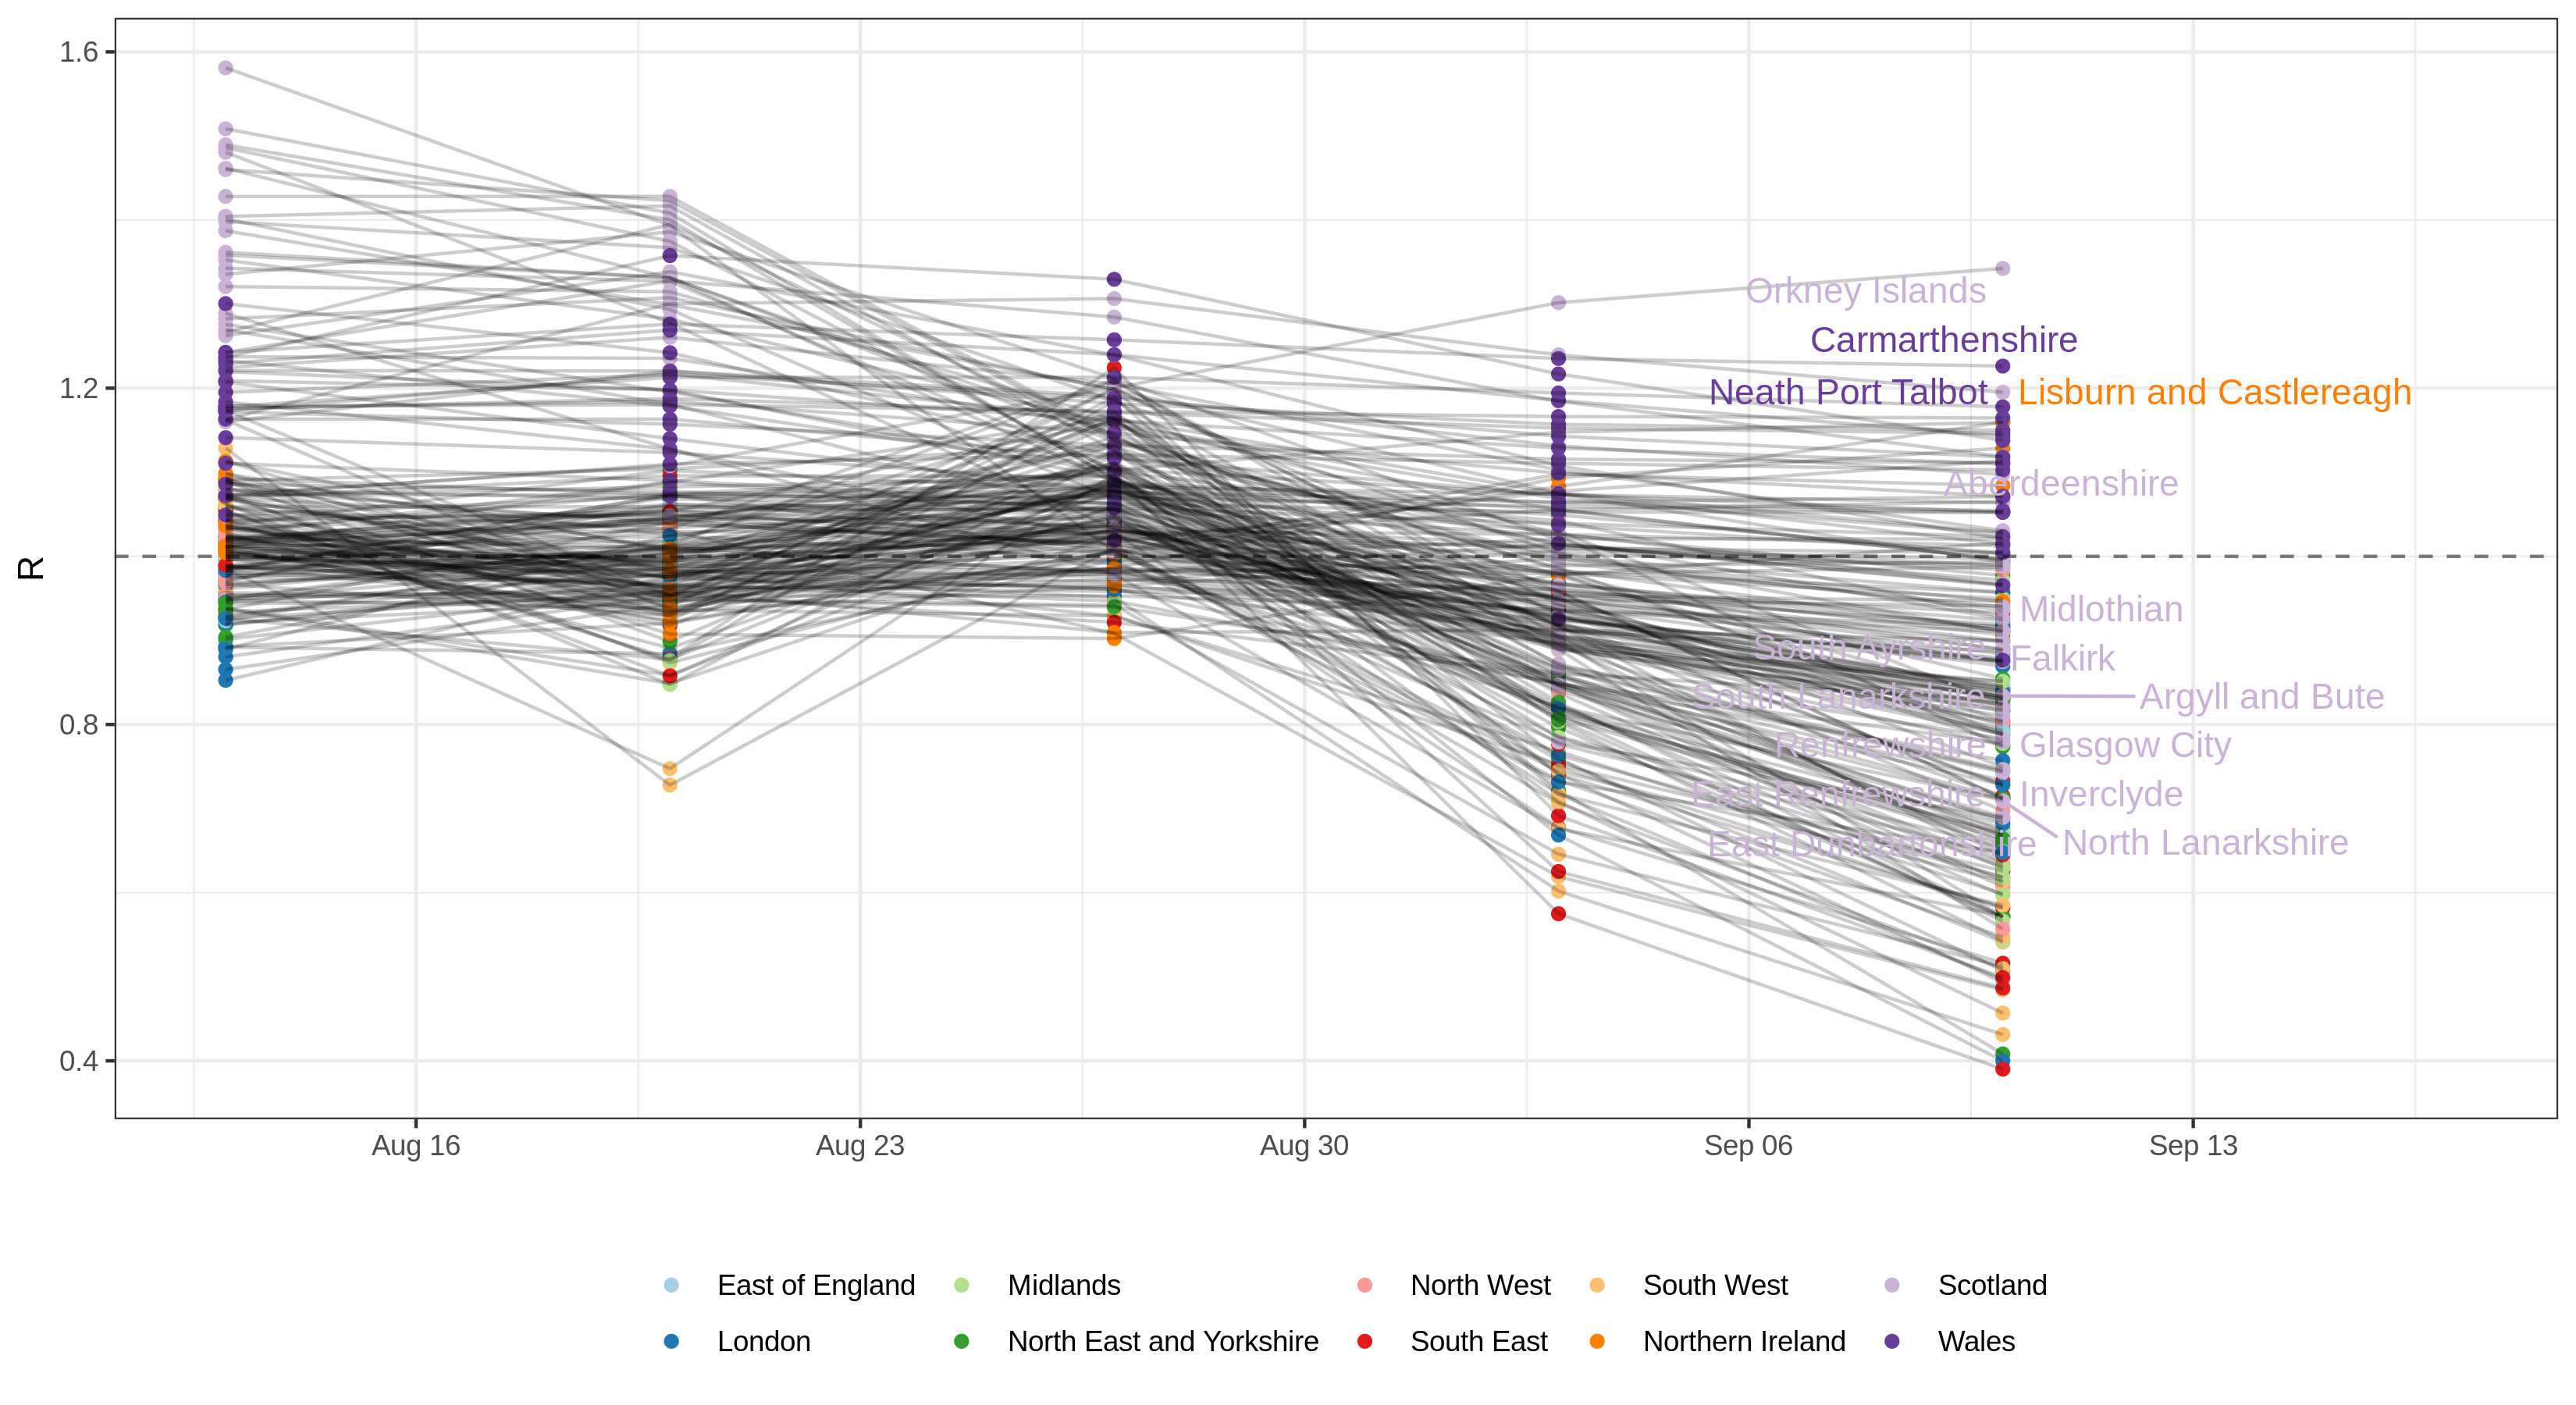 1.6
1.2
0.8
0.4
R
Orkney Islands
Carmarthenshire
Neath Port Talbot
Lisburn and Castlereagh
Aberdeenshire
Midlothian
South Ayrshire
Falkirk
South Lanarkshire
Argyll and Bute
Renfrewshire
Glasgow City
East Renfrewshire
Inverclyde
East Dunbartonshire
North Lanarkshire
Aug 16
Aug 23
Aug 30
Sep 06
Sep 13
East of England
Midlands
North West
South West
Scotland
London
North East and Yorkshire
South East
Northern Ireland
Wales